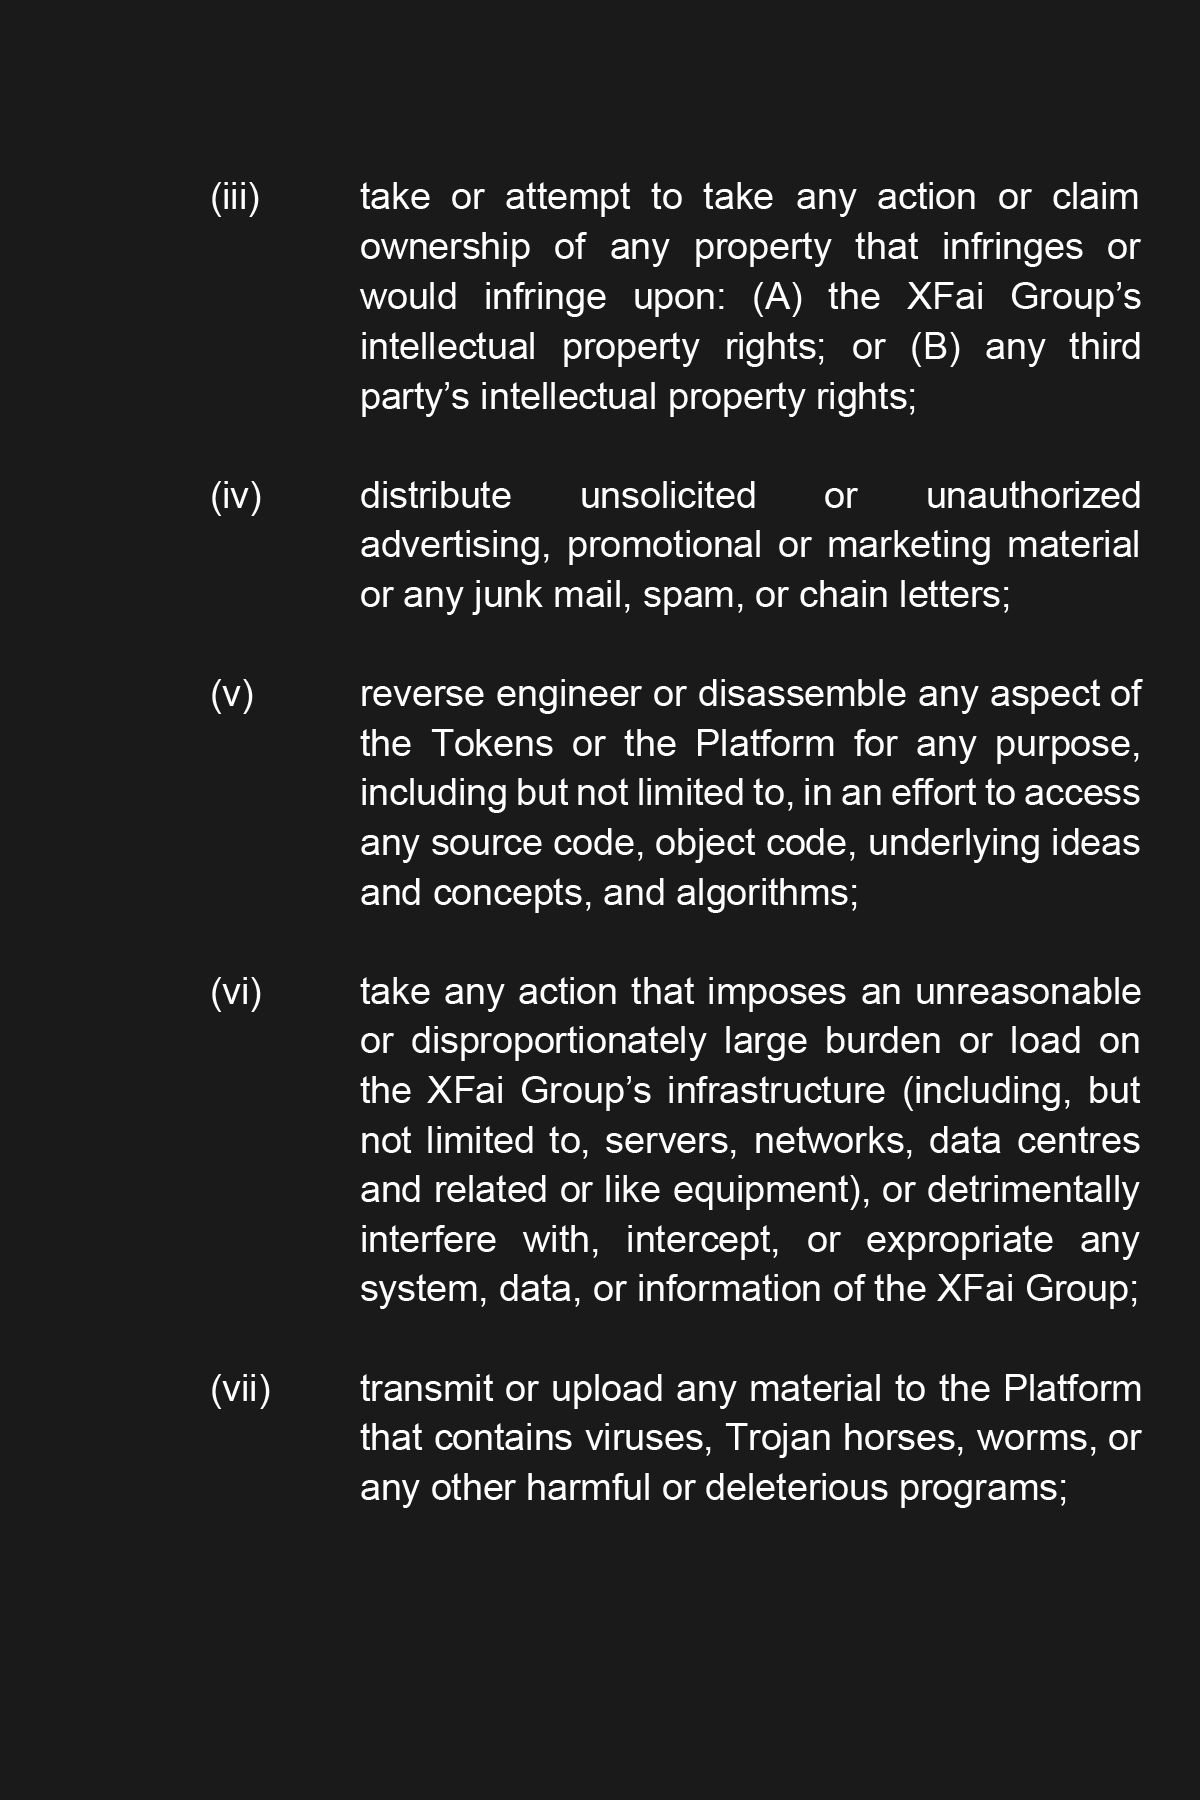 (iii) take or attempt to take any action or claim
ownership of any property that infringes or
would infringe upon: (A) the XFai Group’s
intellectual property rights; or (B) any third
party’s intellectual property rights;
(iv) distribute unsolicited or unauthorized
advertising, promotional or marketing material
or any junk mail, spam, or chain letters;
(v) reverse engineer or disassemble any aspect of
the Tokens or the Platform for any purpose,
including but not limited to, in an effort to access
any source code, object code, underlying ideas
and concepts, and algorithms;
(vi) take any action that imposes an unreasonable
or disproportionately large burden or load on
the XFai Group’s infrastructure (including, but
not limited to, servers, networks, data centres
and related or like equipment), or detrimentally
interfere with, intercept, or expropriate any
system, data, or information of the XFai Group;
(vii) transmit or upload any material to the Platform
that contains viruses, Trojan horses, worms, or
any other harmful or deleterious programs;